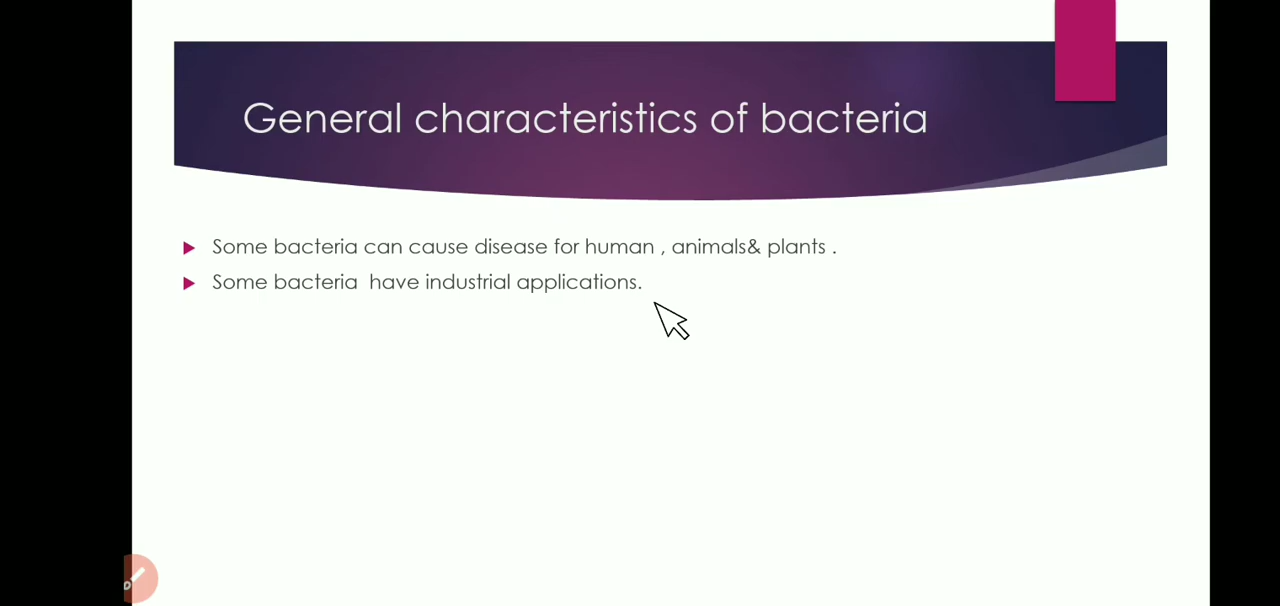 General characteristics of bacteria
Some bacteria can cause disease for human , animals& plants .
Some bacteria  have industrial applications.